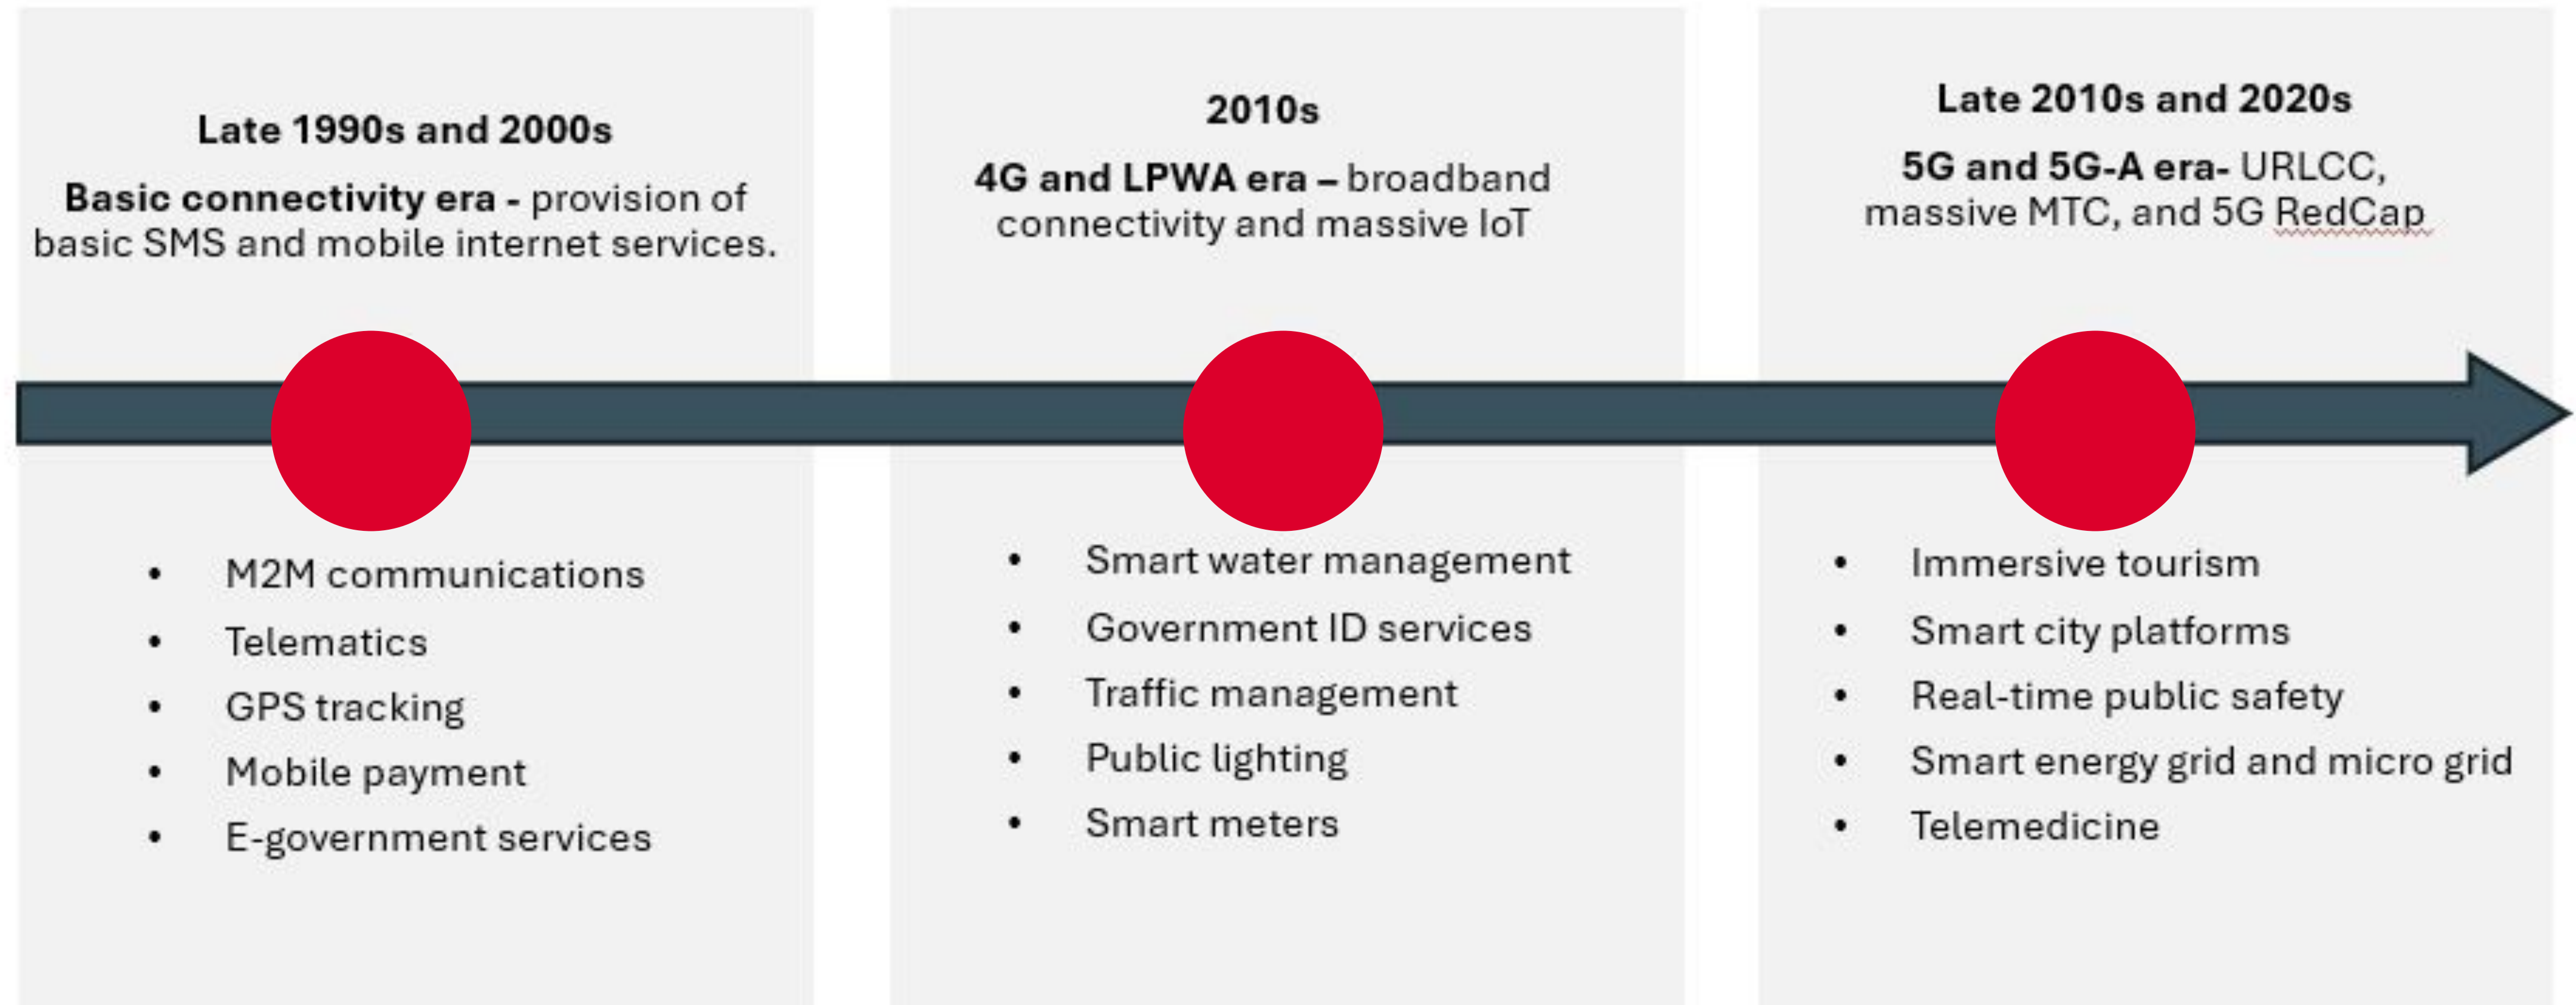 Late 1990s and 2000s
Basic connectivity era - provision of
basic SMS and mobile internet services.
• M2M communications
• Telematics
• GPS tracking
• Mobile payment
• E-government services
2010s
4G and LPWA era – broadband
connectivity and massive IoT
• Smart water management
• Government ID services
• Traffic management
• Public lighting
• Smart meters
Late 2010s and 2020s
5G and 5G-A era- URLCC,
massive MTC, and 5G RedCap
• Immersive tourism
• Smart city platforms
• Real-time public safety
• Smart energy grid and micro grid
• Telemedicine